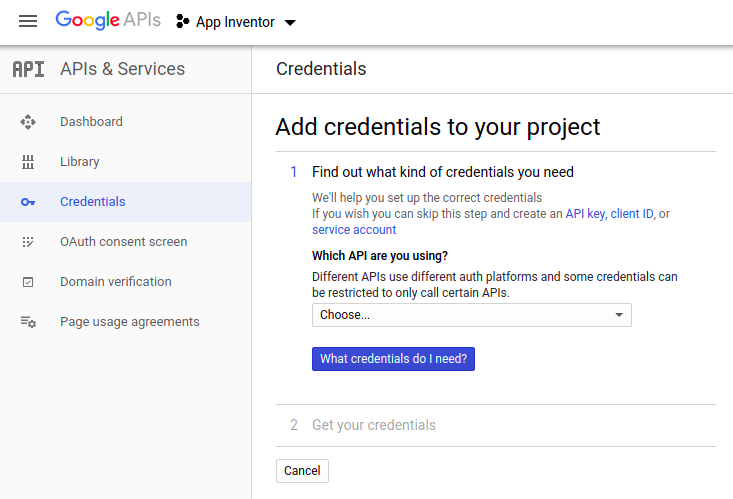 Google APIs App Inventor
API APIs & Services
Credentials
Dashboard
Library
Credentials
OAuth consent screen
Domain verification
Page usage agreements
Add credentials to your project
1 Find out what kind of credentials you need
We'll help you set up the correct credentials
If you wish you can skip this step and create an API key, client ID, or
service account
Which API are you using?
Different APIs use different auth platforms and some credentials can
be restricted to only call certain APIs.
Choose...
What credentials do I need?
2 Get your credentials
Cancel